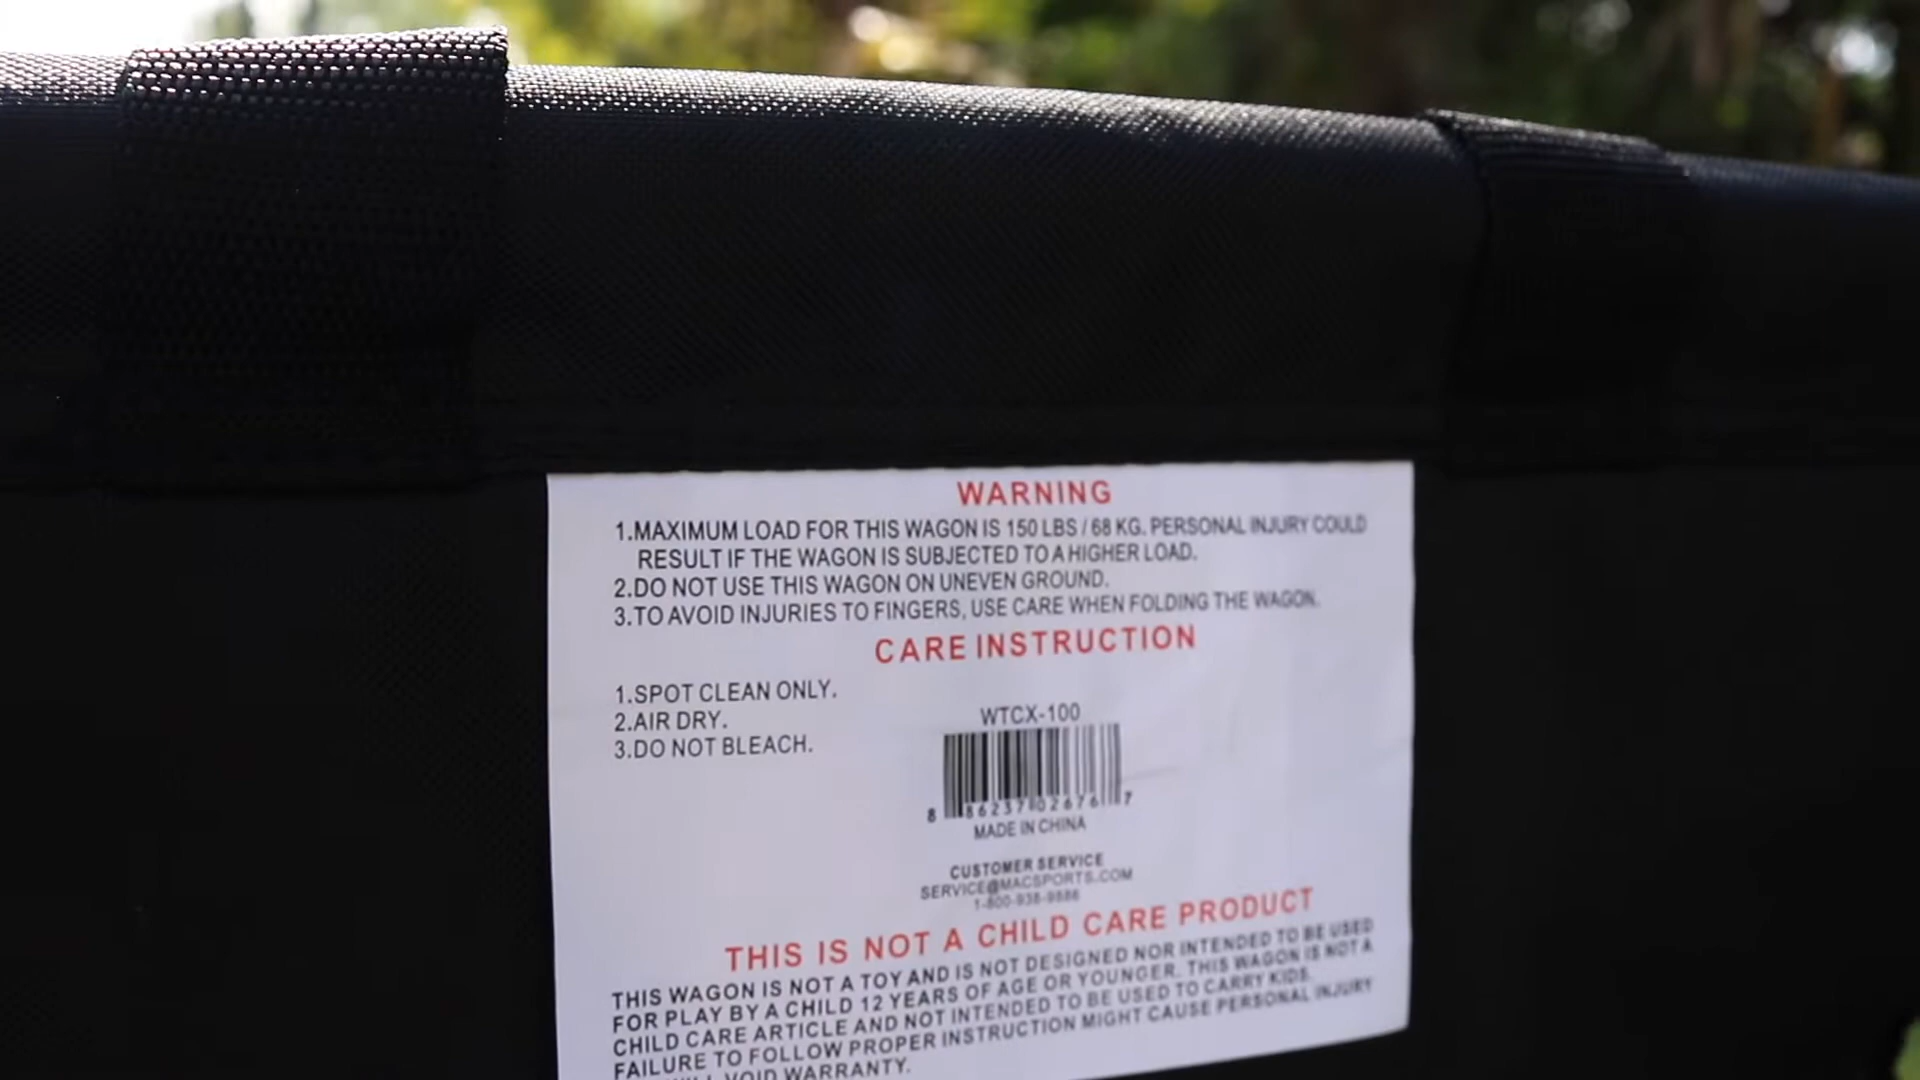 WARNING
1.MAXIMUM LOAD FOR THIS WAGON IS 150 LBS / 68 KG. PERSONAL INJURY COULD
RESULT IF THE WAGON IS SUBJECTED TO A HIGHER LOAD.
2.DO NOT USE THIS WAGON ON UNEVEN GROUND.
3.TO AVOID INJURIES TO FINGERS, USE CARE WHEN FOLDING THE WAGON.
CARE INSTRUCTION
1.SPOT CLEAN ONLY.
2.AIR DRY.
3.DO NOT BLEACH.
WTCX-100
8 86237 02676 7
MADE IN CHINA
CUSTOMER SERVICE
SERVICE@MACSPORTS.COM
THIS IS NOT A CHILD CARE PRODUCT
THIS WAGON IS NOT A TOY AND IS NOT DESIGNED NOR INTENDED TO BE USED
FOR PLAY BY A CHILD 12 YEARS OF AGE OR YOUNGER. THIS WAGON IS NOT A
CHILD CARE ARTICLE AND NOT INTENDED TO BE USED TO CARRY KIDS.
FAILURE TO FOLLOW PROPER INSTRUCTION MIGHT CAUSE PERSONAL INJURY
VOID WARRANTY.